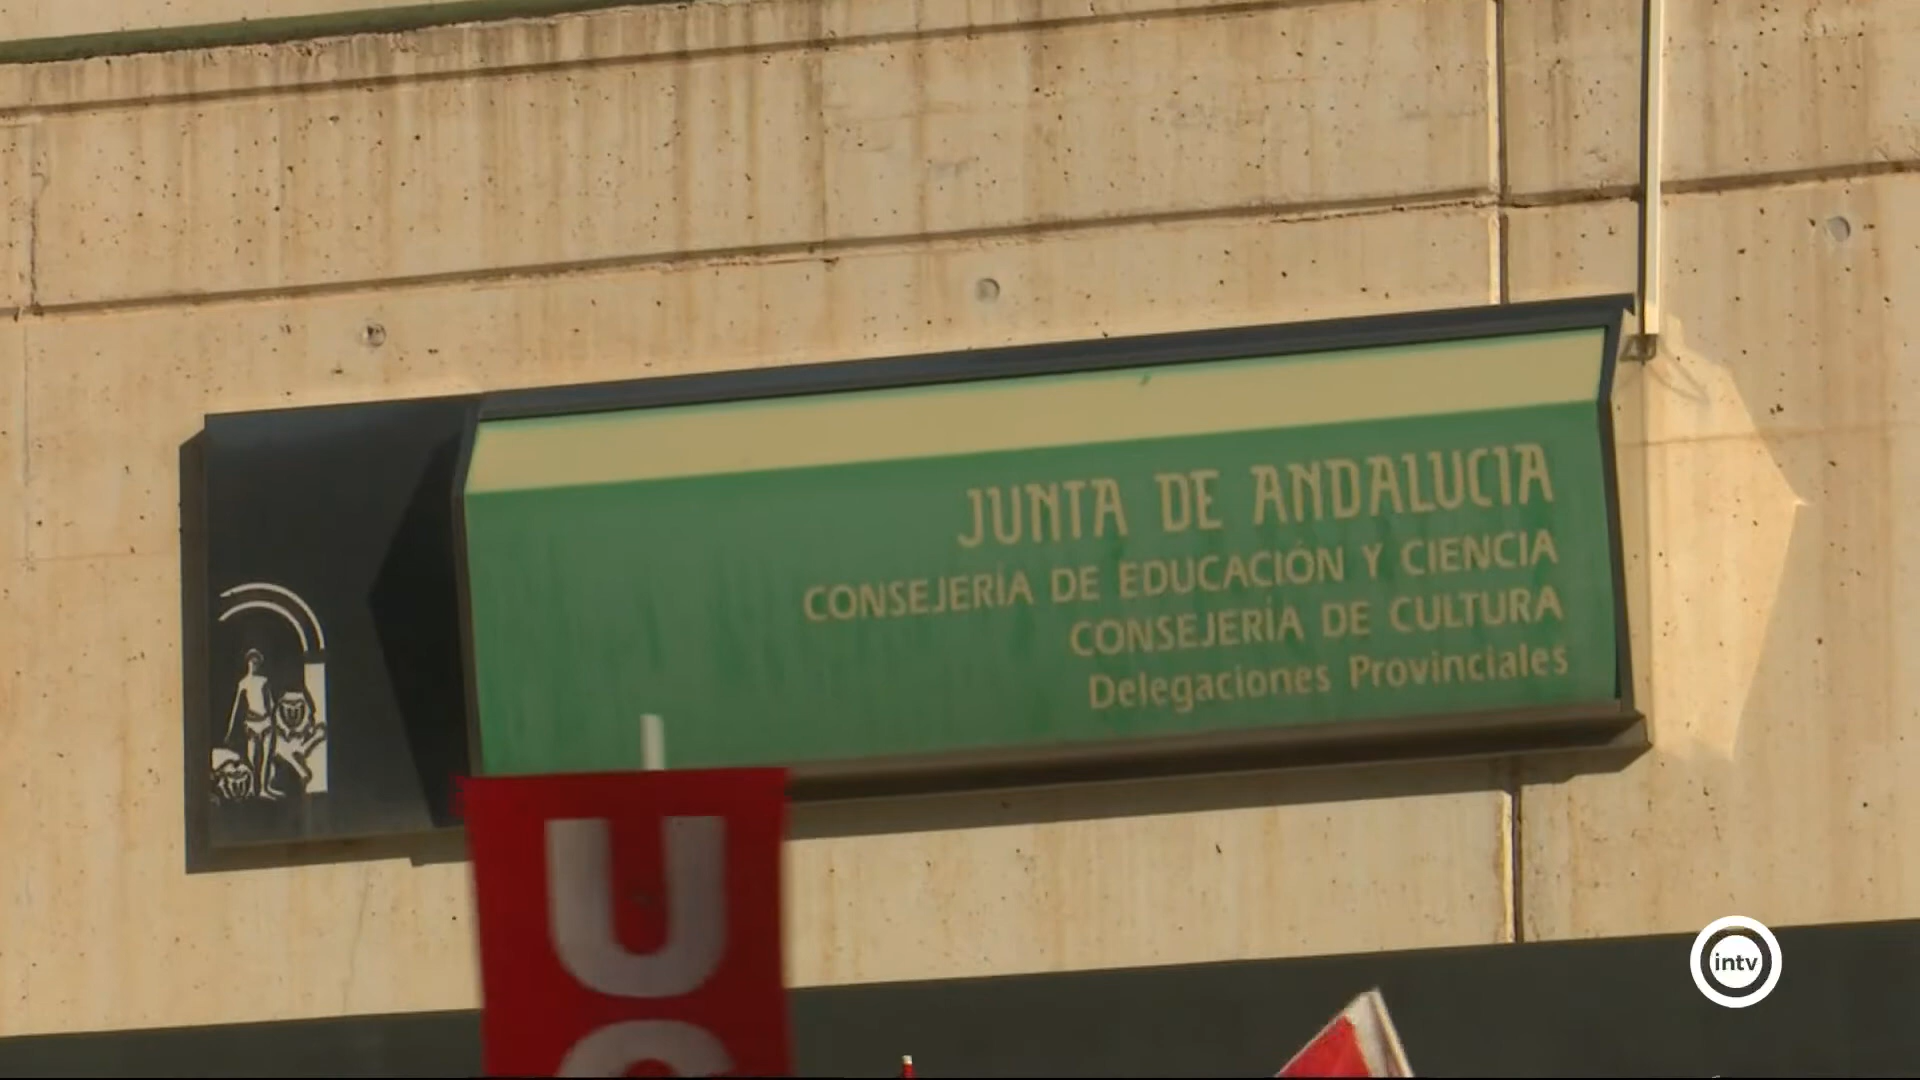 JUNTA DE ANDALUCIA
CONSEJERÍA DE EDUCACIÓN Y CIENCIA
CONSEJERÍA DE CULTURA
Delegaciones Provinciales
U
intv